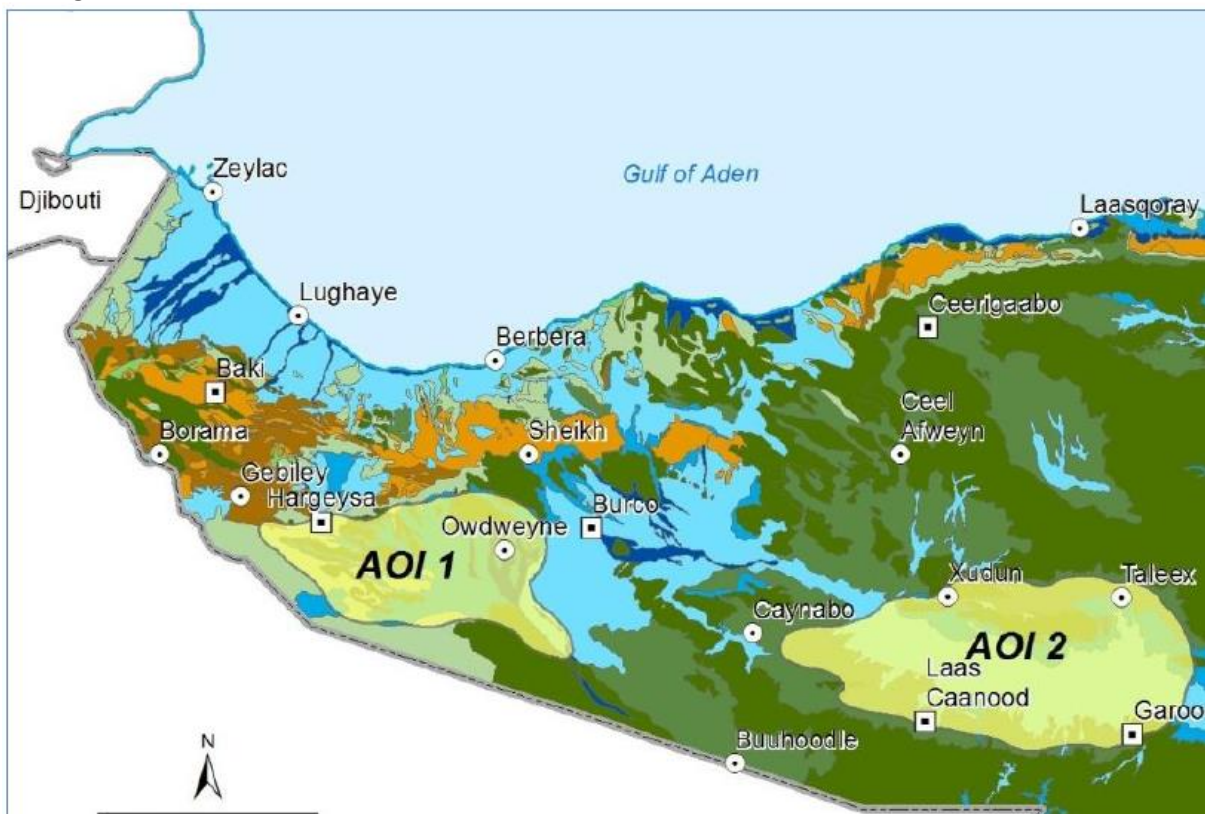 Zeylac
Gulf of Aden
Djibouti
Laasqoray
Lughaye
Ceerigaabo
Berbera
Baki
Ceel
Afweyn
Borama
Sheikh
Gebiley
Hargeysa
Burco
Owdweyne
AOI 1
Xudun
Taleex
Caynabo
AOI 2
Laas
Caanood
Garoo
Buuhoodle
N